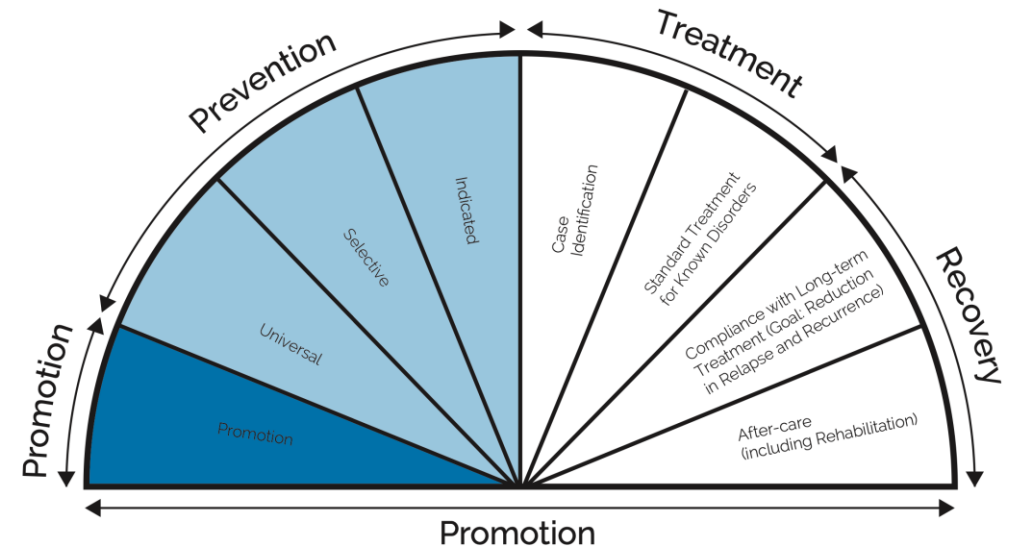 Prevention
Treatment
Promotion
Recovery
Promotion
Universal
Selective
Indicated
Case
Identification
Standard Treatment
for Known Disorders
Compliance with Long-term
Treatment (Goal: Reduction
in Relapse and Recurrence)
After-care
(including Rehabilitation)
Promotion